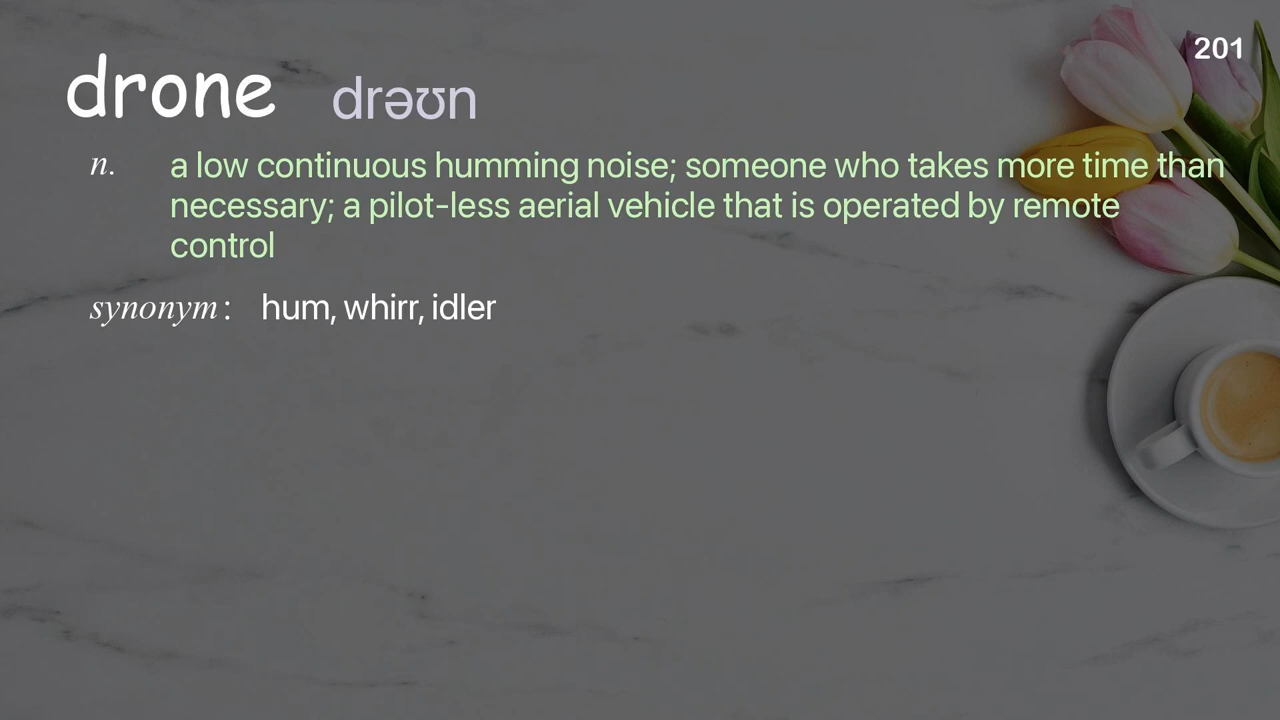 201
drone drəʊn
n. a low continuous humming noise; someone who takes more time than
necessary; a pilot-less aerial vehicle that is operated by remote
control
synonym: hum, whirr, idler